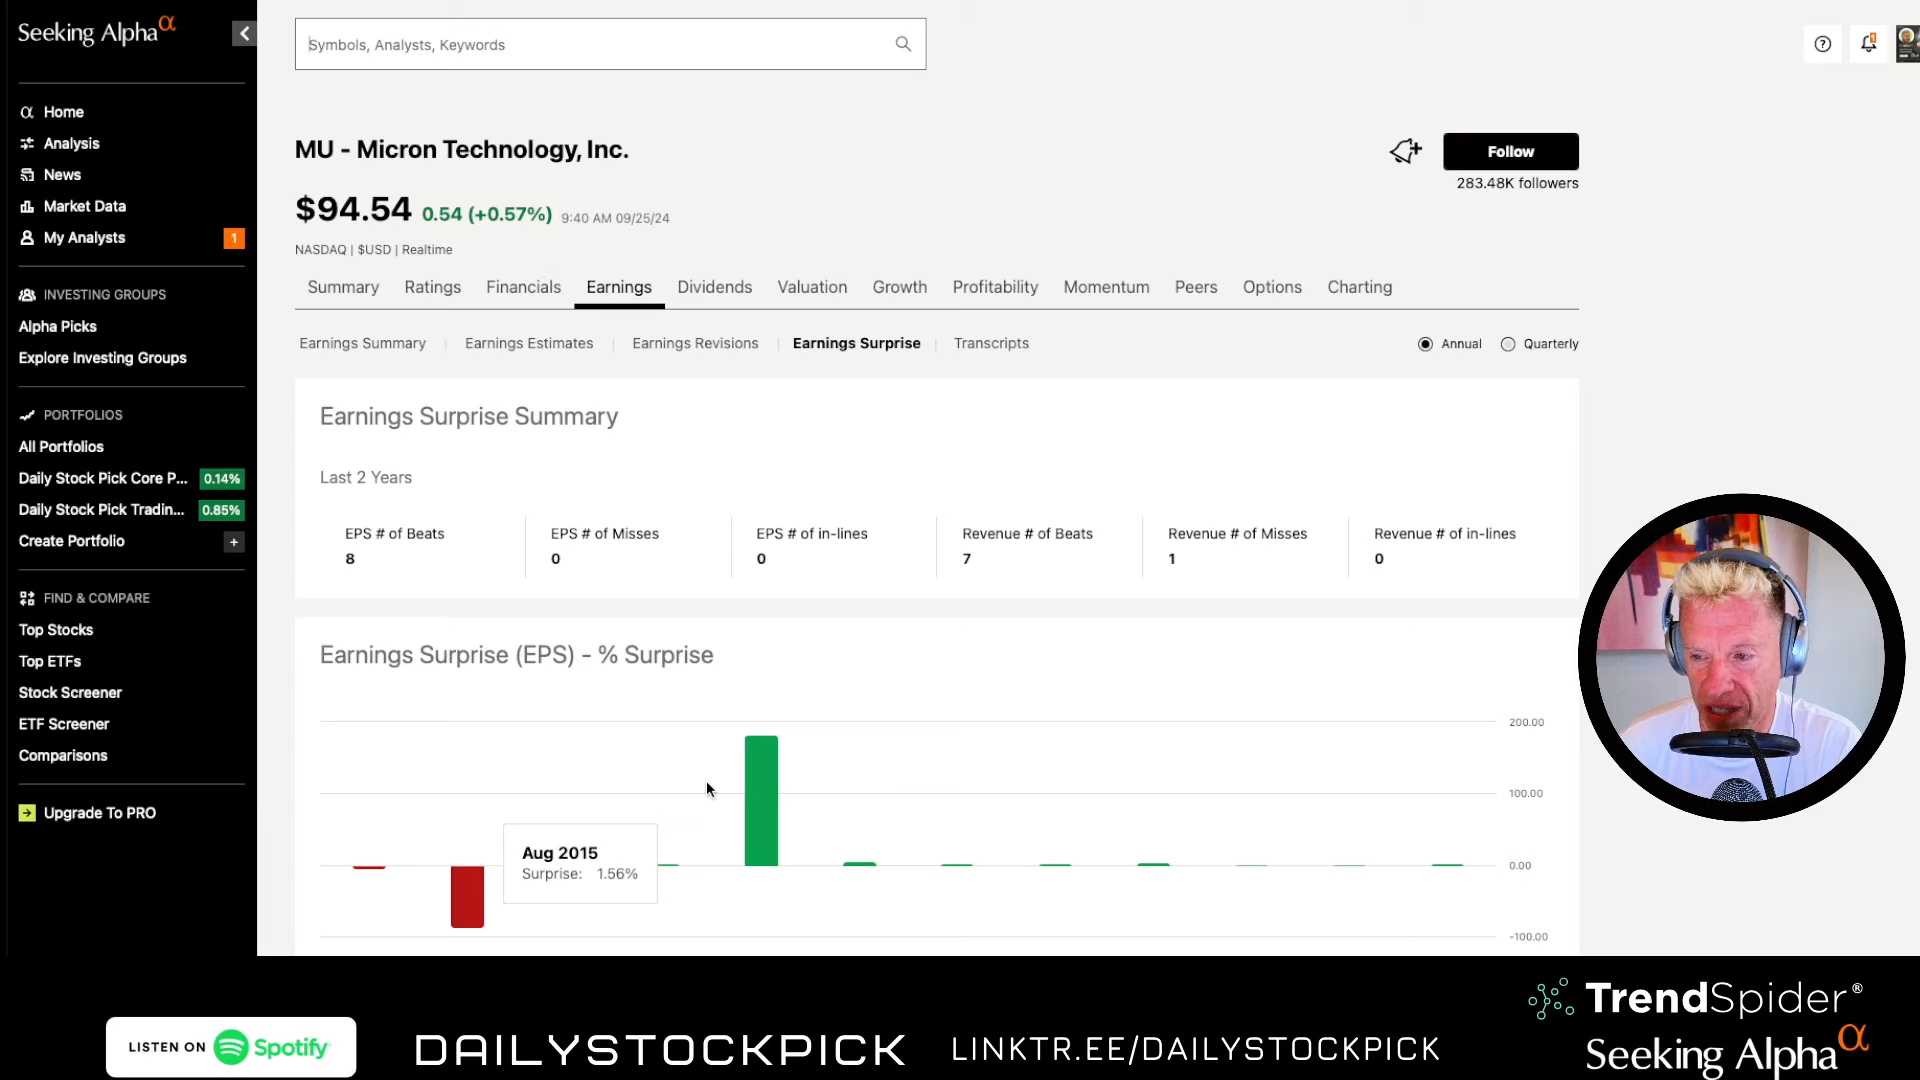 Seeking Alpha α
Symbols, Analysts, Keywords
α Home
Analysis
News
Market Data
My Analysts 1
INVESTING GROUPS
Alpha Picks
Explore Investing Groups
PORTFOLIOS
All Portfolios
Daily Stock Pick Core P... 0.14%
Daily Stock Pick Tradin... 0.85%
Create Portfolio +
FIND & COMPARE
Top Stocks
Top ETFs
Stock Screener
ETF Screener
Comparisons
Upgrade To PRO
MU - Micron Technology, Inc.
Follow
283.48K followers
$94.54 0.54 (+0.57%) 9:40 AM 09/25/24
NASDAQ | $USD | Realtime
Summary Ratings Financials Earnings Dividends Valuation Growth Profitability Momentum Peers Options Charting
Earnings Summary | Earnings Estimates | Earnings Revisions | Earnings Surprise | Transcripts
Annual Quarterly
Earnings Surprise Summary
Last 2 Years
EPS # of Beats EPS # of Misses EPS # of in-lines Revenue # of Beats Revenue # of Misses Revenue # of in-lines
8 0 0 7 1 0
Earnings Surprise (EPS) - % Surprise
200.00
100.00
Aug 2015
Surprise: 1.56%
0.00
-100.00
LISTEN ON Spotify
DAILYSTOCKPICK
LINKTR.EE/DAILYSTOCKPICK
TrendSpider®
Seeking Alpha α